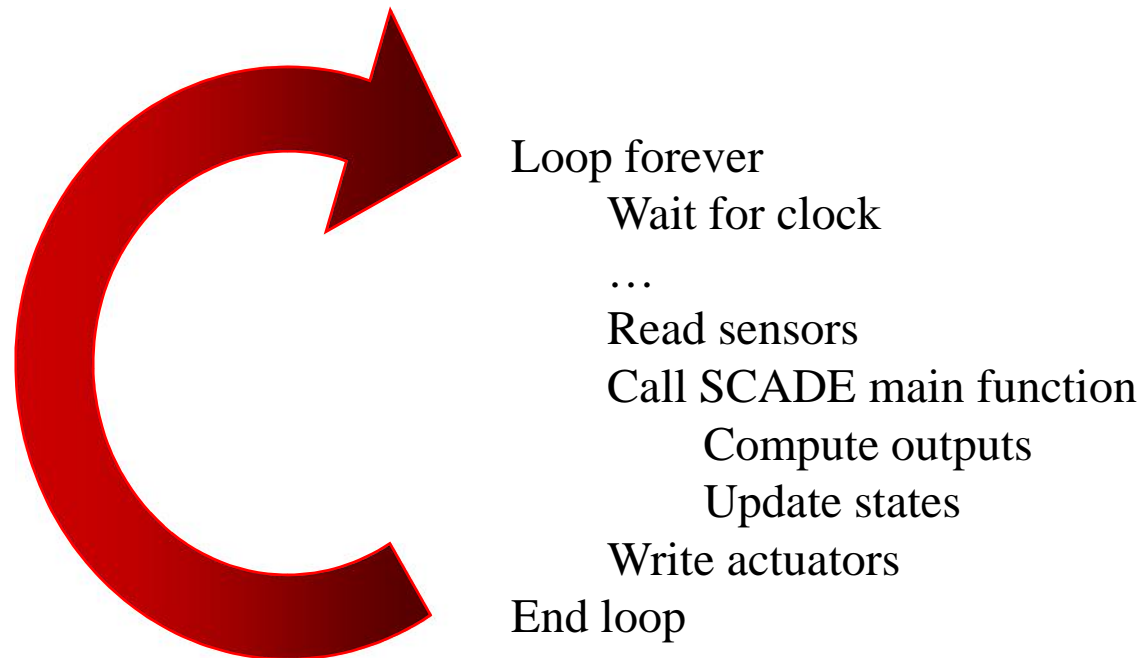 Loop forever
Wait for clock
…
Read sensors
Call SCADE main function
Compute outputs
Update states
Write actuators
End loop